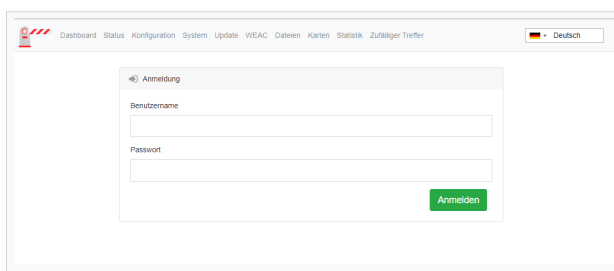 Dashboard Status Konfiguration System Update WEAC Dateien Karten Statistik Zufälliger Treffer Deutsch
Anmeldung
Benutzername
Passwort
Anmelden